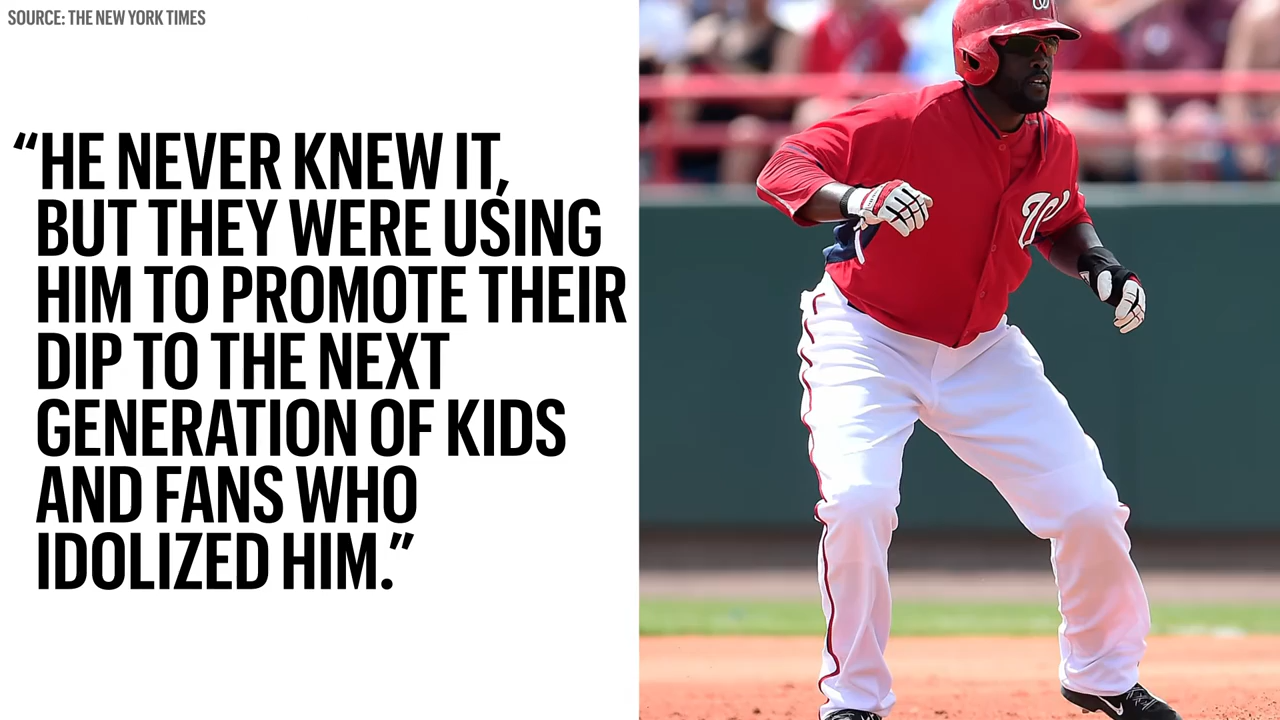 SOURCE: THE NEW YORK TIMES
“HE NEVER KNEW IT,
BUT THEY WERE USING
HIM TO PROMOTE THEIR
DIP TO THE NEXT
GENERATION OF KIDS
AND FANS WHO
IDOLIZED HIM.”
W